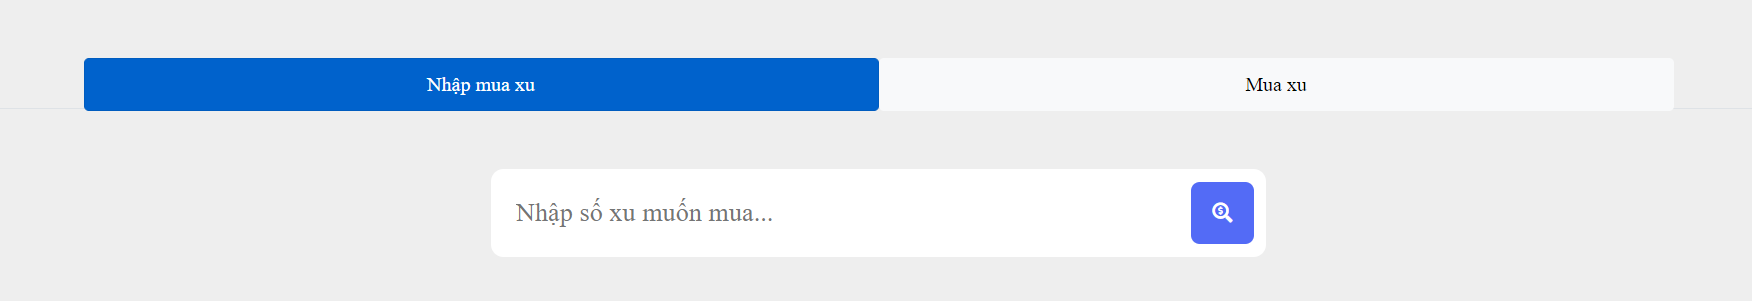 Nhập mua xu
Mua xu
Nhập số xu muốn mua...